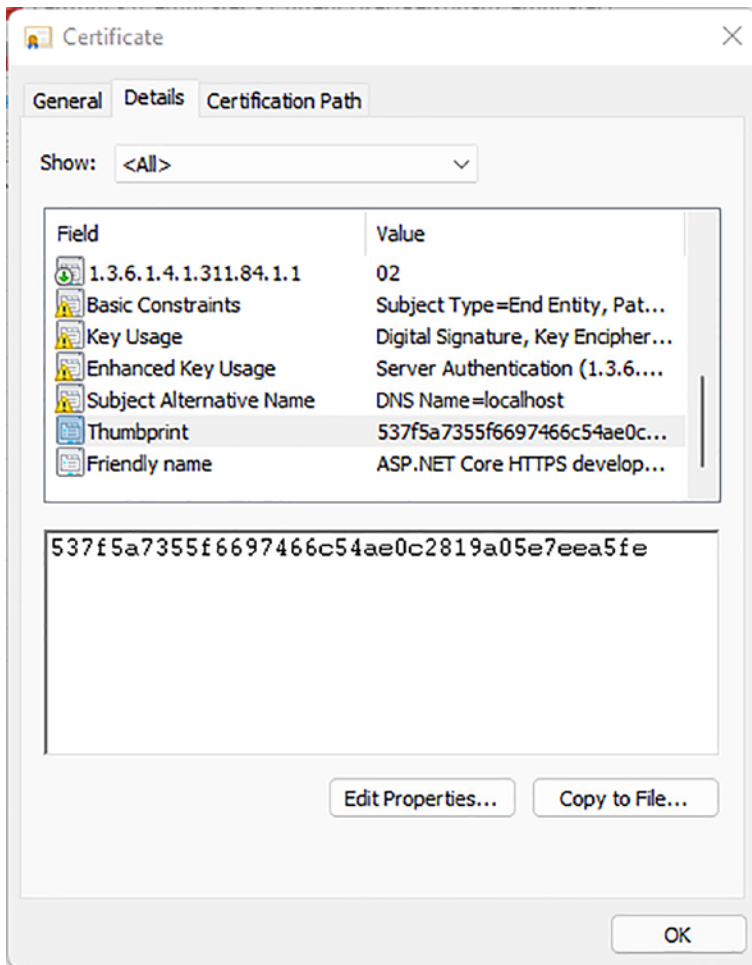 Certificate
General Details Certification Path
Show: <All>
Field Value
1.3.6.1.4.1.311.84.1.1 02
Basic Constraints Subject Type=End Entity, Pat...
Key Usage Digital Signature, Key Encipher...
Enhanced Key Usage Server Authentication (1.3.6....
Subject Alternative Name DNS Name=localhost
Thumbprint 537f5a7355f6697466c54ae0c...
Friendly name ASP.NET Core HTTPS develop...
537f5a7355f6697466c54ae0c2819a05e7eea5fe
Edit Properties... Copy to File...
OK